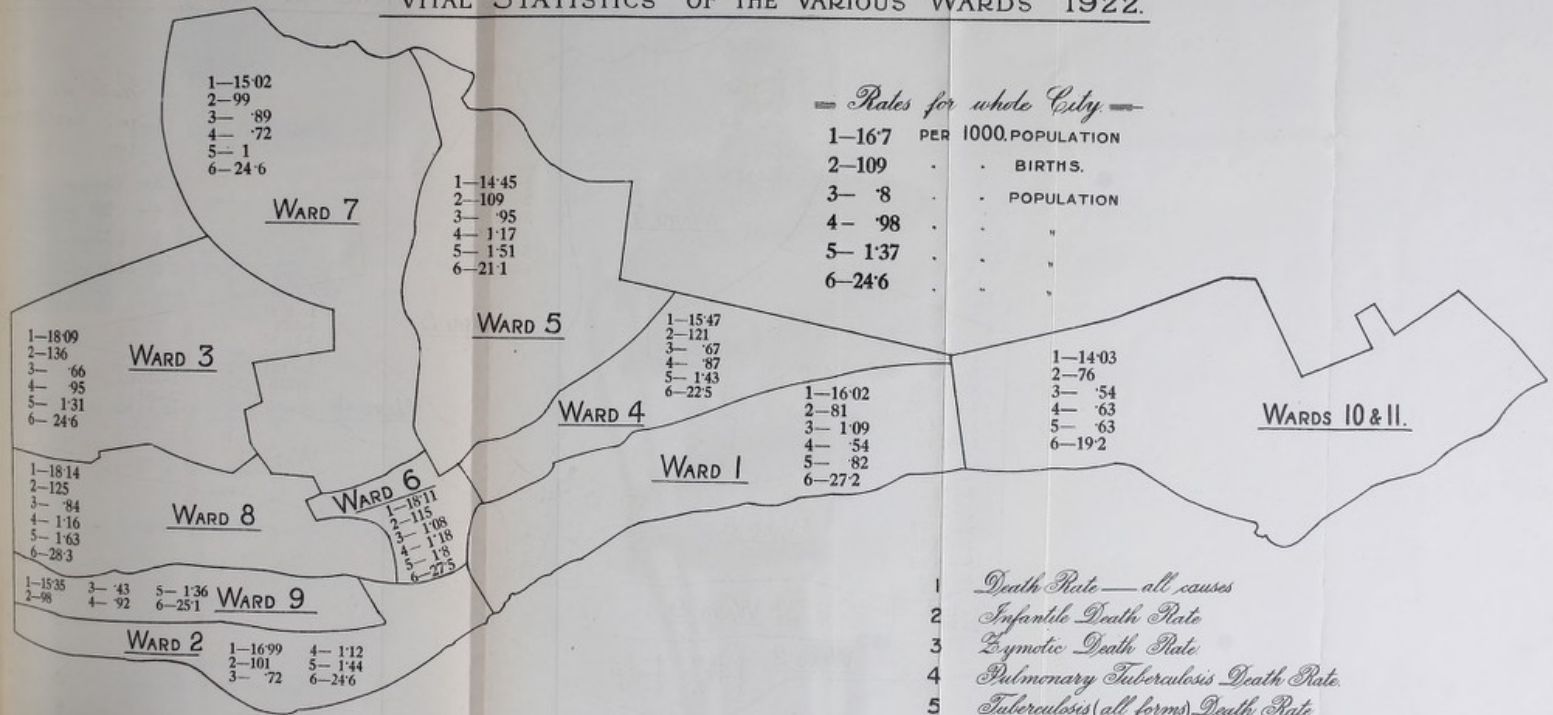 VITAL STATISTICS OF THE VARIOUS WARDS 1922.
Rates for whole City.
1—16·7 PER 1000. POPULATION
2—109 . . BIRTHS.
3— ·8 . . POPULATION
4— ·98 . . "
5— 1·37 . . "
6—24·6 . . "
1—15·02
2—99
3— ·89
4— ·72
5— 1
6—24·6
WARD 7
1—14·45
2—109
3— ·95
4— 1·17
5— 1·51
6—21·1
WARD 5
1—18·09
2—136
3— ·66
4— ·95
5— 1·31
6— 24·6
WARD 3
1—15·47
2—121
3— ·67
4— ·87
5— 1·43
6—22·5
WARD 4
1—16·02
2—81
3— 1·09
4— ·54
5— ·82
6—27·2
WARD 1
1—14·03
2—76
3— ·54
4— ·63
5— ·63
6—19·2
WARDS 10 & 11.
1—18·14
2—125
3— ·84
4— 1·16
5— 1·63
6—28·3
WARD 8
WARD 6
1—18·11
2—115
3— 1·08
4— 1·18
5— 1·8
6—27·5
1—15·35 3— ·43 5— 1·36
2—98 4— ·92 6—25·1
WARD 9
WARD 2
1—16·99 4— 1·12
2—101 5— 1·44
3— ·72 6—24·6
1 Death Rate — all causes
2 Infantile Death Rate
3 Zymotic Death Rate
4 Pulmonary Tuberculosis Death Rate.
5 Tuberculosis (all forms) Death Rate